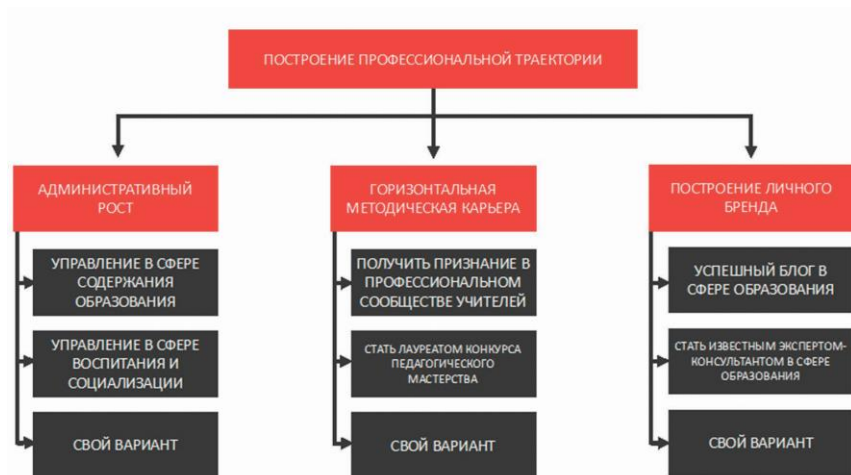 ПОСТРОЕНИЕ ПРОФЕССИОНАЛЬНОЙ ТРАЕКТОРИИ
АДМИНИСТРАТИВНЫЙ
РОСТ
УПРАВЛЕНИЕ В СФЕРЕ
СОДЕРЖАНИЯ
ОБРАЗОВАНИЯ
УПРАВЛЕНИЕ В СФЕРЕ
ВОСПИТАНИЯ И
СОЦИАЛИЗАЦИИ
СВОЙ ВАРИАНТ
ГОРИЗОНТАЛЬНАЯ
МЕТОДИЧЕСКАЯ КАРЬЕРА
ПОЛУЧИТЬ ПРИЗНАНИЕ В
ПРОФЕССИОНАЛЬНОМ
СООБЩЕСТВЕ УЧИТЕЛЕЙ
СТАТЬ ЛАУРЕАТОМ КОНКУРСА
ПЕДАГОГИЧЕСКОГО
МАСТЕРСТВА
СВОЙ ВАРИАНТ
ПОСТРОЕНИЕ ЛИЧНОГО
БРЕНДА
УСПЕШНЫЙ БЛОГ В
СФЕРЕ ОБРАЗОВАНИЯ
СТАТЬ ИЗВЕСТНЫМ ЭКСПЕРТОМ-
КОНСУЛЬТАНТОМ В СФЕРЕ
ОБРАЗОВАНИЯ
СВОЙ ВАРИАНТ